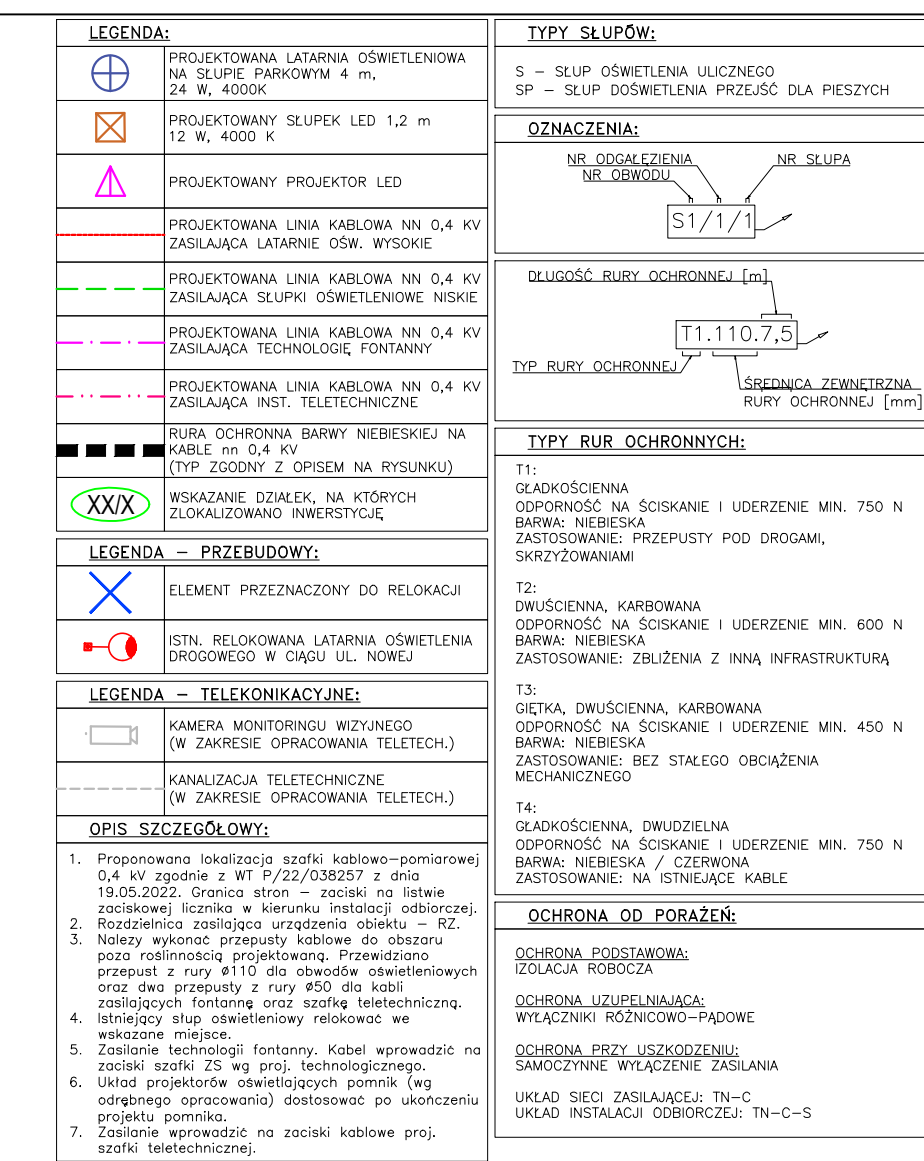 LEGENDA:
PROJEKTOWANA LATARNIA OŚWIETLENIOWA
NA SŁUPIE PARKOWYM 4 m,
24 W, 4000K
PROJEKTOWANY SŁUPEK LED 1,2 m
12 W, 4000 K
PROJEKTOWANY PROJEKTOR LED
PROJEKTOWANA LINIA KABLOWA NN 0,4 KV
ZASILAJĄCA LATARNIE OŚW. WYSOKIE
PROJEKTOWANA LINIA KABLOWA NN 0,4 KV
ZASILAJĄCA SŁUPKI OŚWIETLENIOWE NISKIE
PROJEKTOWANA LINIA KABLOWA NN 0,4 KV
ZASILAJĄCA TECHNOLOGIĘ FONTANNY
PROJEKTOWANA LINIA KABLOWA NN 0,4 KV
ZASILAJĄCA INST. TELETECHNICZNE
RURA OCHRONNA BARWY NIEBIESKIEJ NA
KABLE nn 0,4 KV
(TYP ZGODNY Z OPISEM NA RYSUNKU)
XX/X
WSKAZANIE DZIAŁEK, NA KTÓRYCH
ZLOKALIZOWANO INWERSTYCJĘ
LEGENDA – PRZEBUDOWY:
ELEMENT PRZEZNACZONY DO RELOKACJI
ISTN. RELOKOWANA LATARNIA OŚWIETLENIA
DROGOWEGO W CIĄGU UL. NOWEJ
LEGENDA – TELEKONIKACYJNE:
KAMERA MONITORINGU WIZYJNEGO
(W ZAKRESIE OPRACOWANIA TELETECH.)
KANALIZACJA TELETECHNICZNE
(W ZAKRESIE OPRACOWANIA TELETECH.)
OPIS SZCZEGÓŁOWY:
1. Proponowana lokalizacja szafki kablowo–pomiarowej
0,4 kV zgodnie z WT P/22/038257 z dnia
19.05.2022. Granica stron – zaciski na listwie
zaciskowej licznika w kierunku instalacji odbiorczej.
2. Rozdzielnica zasilająca urządzenia obiektu – RZ.
3. Nalezy wykonać przepusty kablowe do obszaru
poza roślinnością projektowaną. Przewidziano
przepust z rury Ø110 dla obwodów oświetleniowych
oraz dwa przepusty z rury Ø50 dla kabli
zasilających fontannę oraz szafkę teletechniczną.
4. Istniejący słup oświetleniowy relokować we
wskazane miejsce.
5. Zasilanie technologii fontanny. Kabel wprowadzić na
zaciski szafki ZS wg proj. technologicznego.
6. Układ projektorów oświetlających pomnik (wg
odrębnego opracowania) dostosować po ukończeniu
projektu pomnika.
7. Zasilanie wprowadzić na zaciski kablowe proj.
szafki teletechnicznej.
TYPY SŁUPÓW:
S – SŁUP OŚWIETLENIA ULICZNEGO
SP – SŁUP DOŚWIETLENIA PRZEJŚĆ DLA PIESZYCH
OZNACZENIA:
NR ODGAŁĘZIENIA
NR SŁUPA
NR OBWODU
S1/1/1
DŁUGOŚĆ RURY OCHRONNEJ [m]
T1.110.7,5
TYP RURY OCHRONNEJ
ŚREDNICA ZEWNĘTRZNA
RURY OCHRONNEJ [mm]
TYPY RUR OCHRONNYCH:
T1:
GŁADKOŚCIENNA
ODPORNOŚĆ NA ŚCISKANIE I UDERZENIE MIN. 750 N
BARWA: NIEBIESKA
ZASTOSOWANIE: PRZEPUSTY POD DROGAMI,
SKRZYŻOWANIAMI
T2:
DWUŚCIENNA, KARBOWANA
ODPORNOŚĆ NA ŚCISKANIE I UDERZENIE MIN. 600 N
BARWA: NIEBIESKA
ZASTOSOWANIE: ZBLIŻENIA Z INNĄ INFRASTRUKTURĄ
T3:
GIĘTKA, DWUŚCIENNA, KARBOWANA
ODPORNOŚĆ NA ŚCISKANIE I UDERZENIE MIN. 450 N
BARWA: NIEBIESKA
ZASTOSOWANIE: BEZ STAŁEGO OBCIĄŻENIA
MECHANICZNEGO
T4:
GŁADKOŚCIENNA, DWUDZIELNA
ODPORNOŚĆ NA ŚCISKANIE I UDERZENIE MIN. 750 N
BARWA: NIEBIESKA / CZERWONA
ZASTOSOWANIE: NA ISTNIEJĄCE KABLE
OCHRONA OD PORAŻEŃ:
OCHRONA PODSTAWOWA:
IZOLACJA ROBOCZA
OCHRONA UZUPEŁNIAJĄCA:
WYŁĄCZNIKI RÓŻNICOWO–PĄDOWE
OCHRONA PRZY USZKODZENIU:
SAMOCZYNNE WYŁĄCZENIE ZASILANIA
UKŁAD SIECI ZASILAJĄCEJ: TN–C
UKŁAD INSTALACJI ODBIORCZEJ: TN–C–S